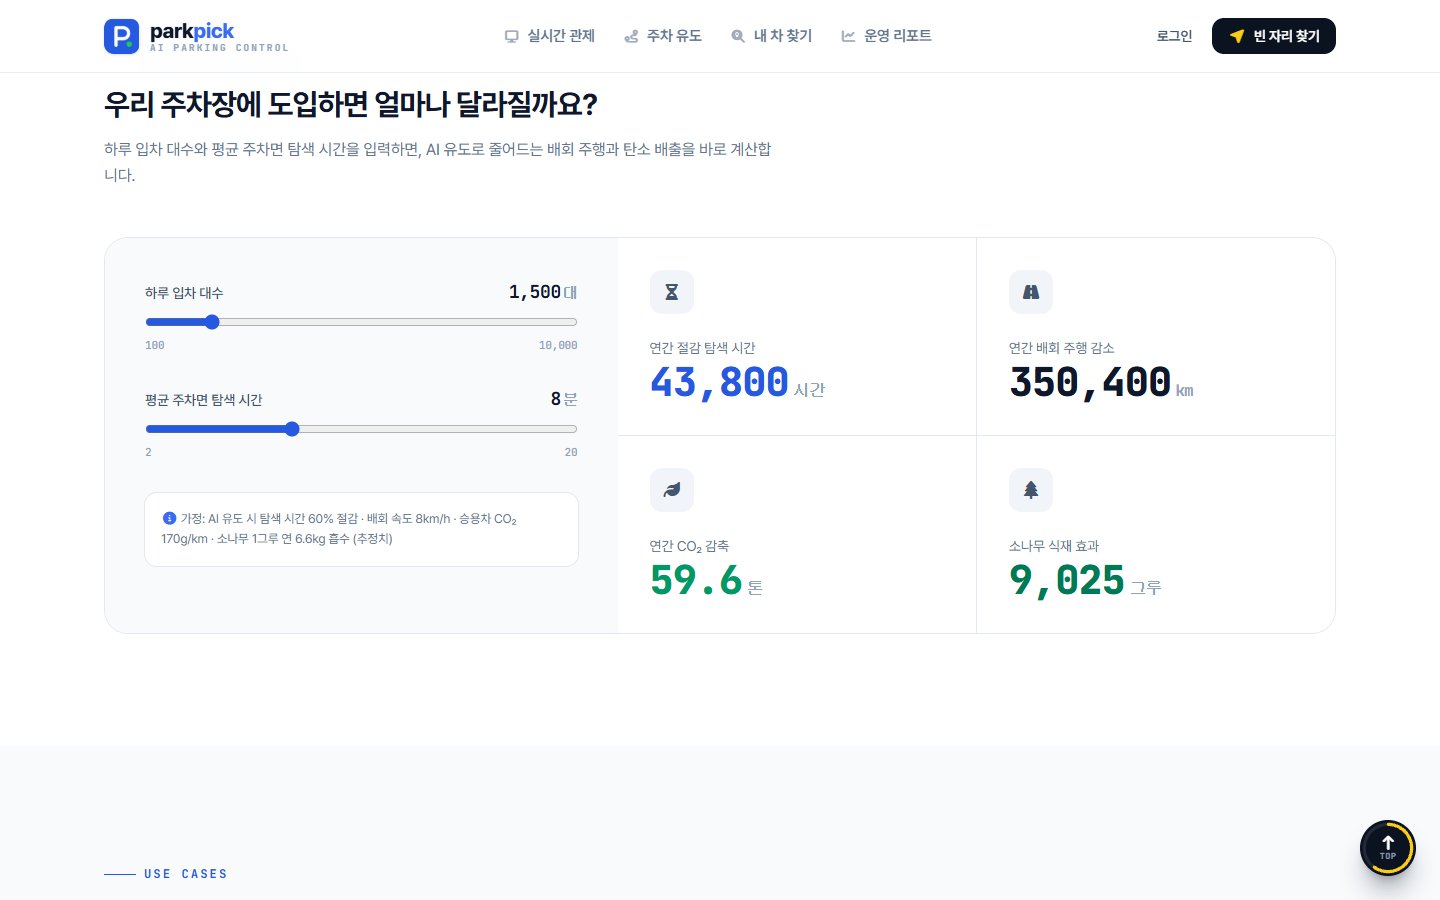 parkpick
AI PARKING CONTROL
실시간 관제
주차 유도
내 차 찾기
운영 리포트
로그인
빈 자리 찾기
우리 주차장에 도입하면 얼마나 달라질까요?
하루 입차 대수와 평균 주차면 탐색 시간을 입력하면, AI 유도로 줄어드는 배회 주행과 탄소 배출을 바로 계산합
니다.
하루 입차 대수
1,500대
100
10,000
평균 주차면 탐색 시간
8분
2
20
가정: AI 유도 시 탐색 시간 60% 절감 · 배회 속도 8km/h · 승용차 CO₂
170g/km · 소나무 1그루 연 6.6kg 흡수 (추정치)
연간 절감 탐색 시간
43,800 시간
연간 배회 주행 감소
350,400 km
연간 CO₂ 감축
59.6 톤
소나무 식재 효과
9,025 그루
USE CASES
TOP